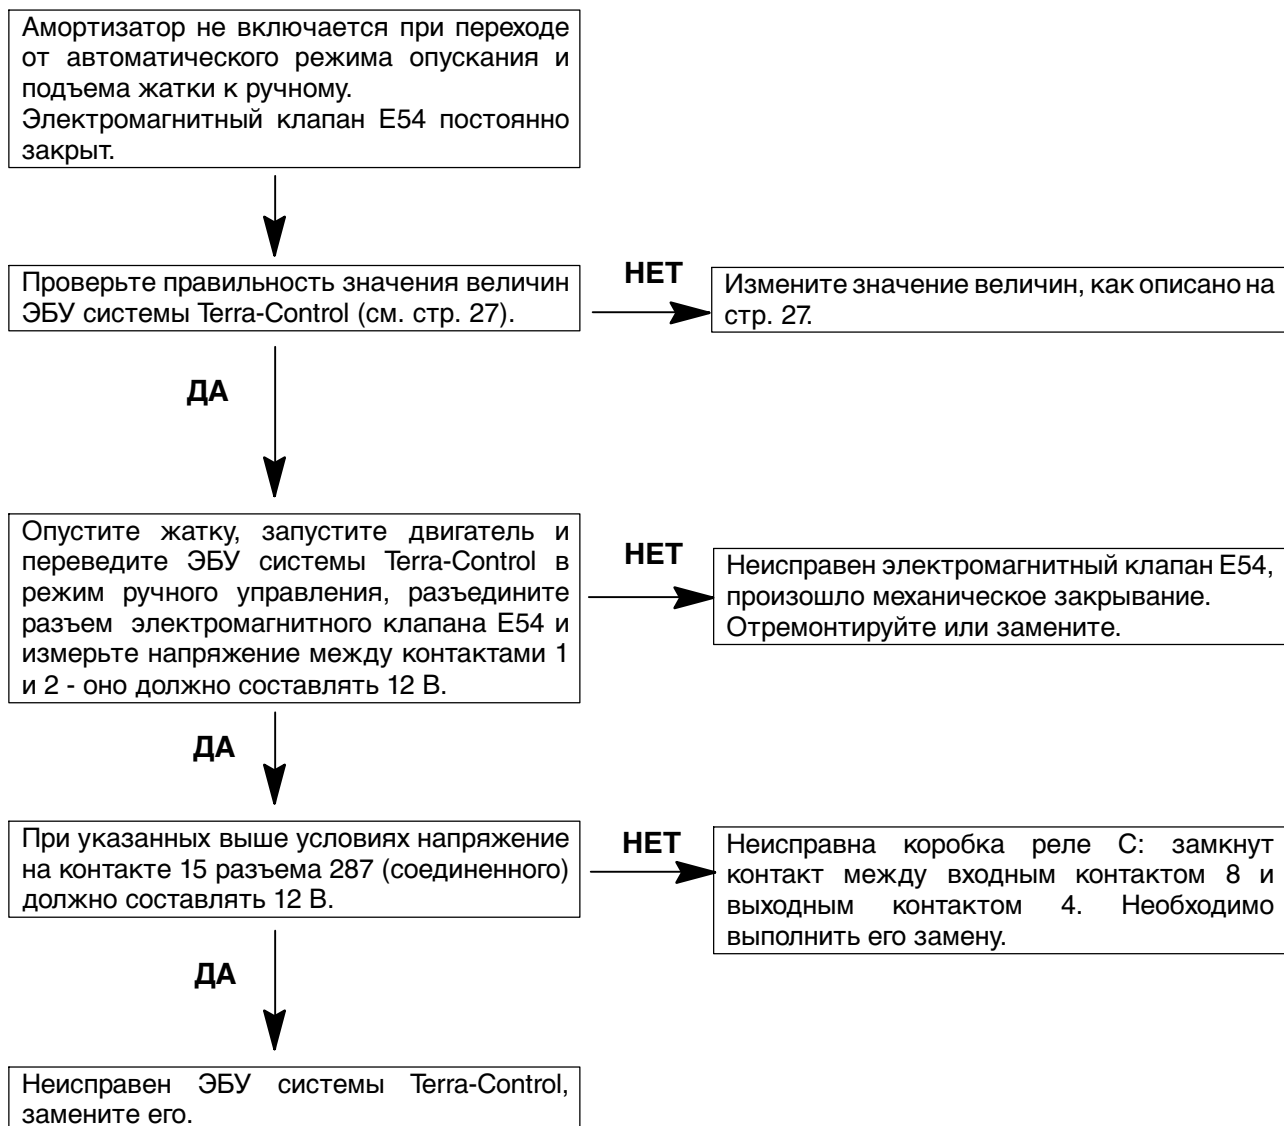 Амортизатор не включается при переходе
от автоматического режима опускания и
подъема жатки к ручному.
Электромагнитный клапан E54 постоянно
закрыт.
Проверьте правильность значения величин
ЭБУ системы Terra-Control (см. стр. 27).
НЕТ
Измените значение величин, как описано на
стр. 27.
ДА
Опустите жатку, запустите двигатель и
переведите ЭБУ системы Terra-Control в
режим ручного управления, разъедините
разъем электромагнитного клапана E54 и
измерьте напряжение между контактами 1
и 2 - оно должно составлять 12 В.
НЕТ
Неисправен электромагнитный клапан E54,
произошло механическое закрывание.
Отремонтируйте или замените.
ДА
При указанных выше условиях напряжение
на контакте 15 разъема 287 (соединенного)
должно составлять 12 В.
НЕТ
Неисправна коробка реле C: замкнут
контакт между входным контактом 8 и
выходным контактом 4. Необходимо
выполнить его замену.
ДА
Неисправен ЭБУ системы Terra-Control,
замените его.